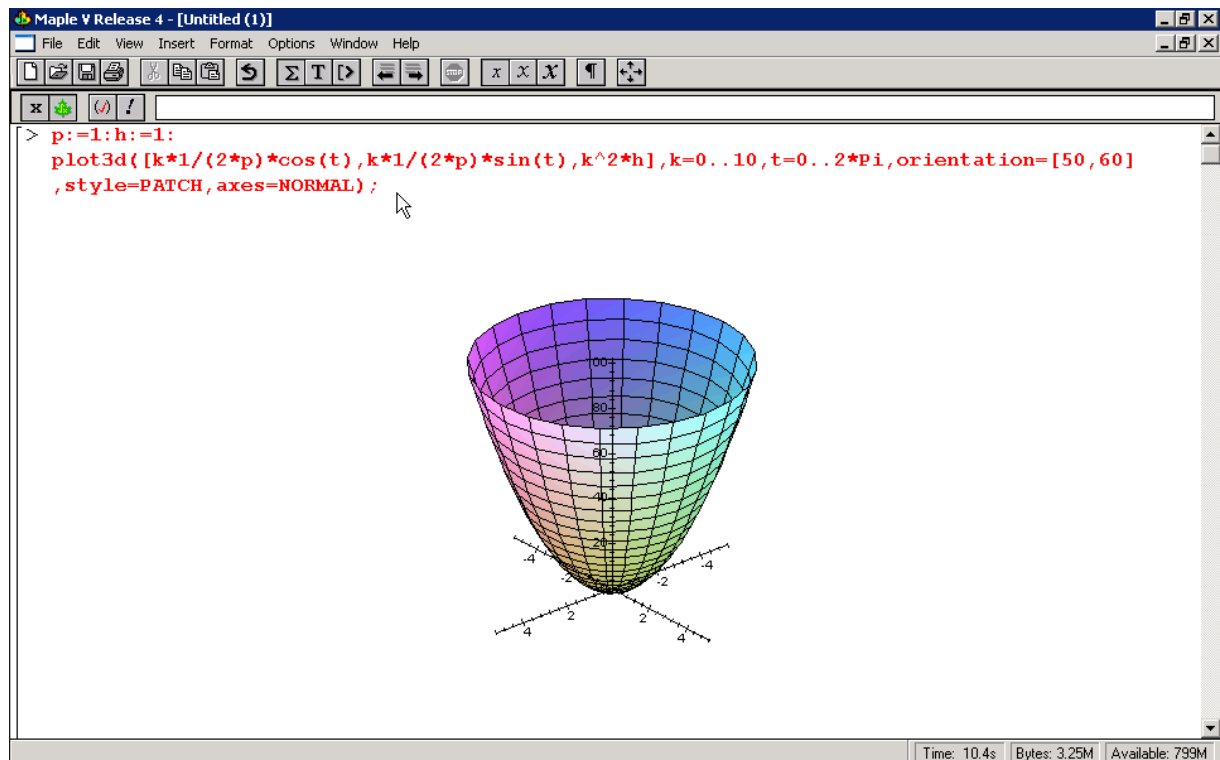 Maple V Release 4 - [Untitled (1)]
File Edit View Insert Format Options Window Help
Σ T [> STOP x x x ¶
x (√) !
[> p:=1:h:=1:
plot3d([k*1/(2*p)*cos(t),k*1/(2*p)*sin(t),k^2*h],k=0..10,t=0..2*Pi,orientation=[50,60]
,style=PATCH,axes=NORMAL);
00
80
60
40
20
-4 -4
-2 -2
2 2
4 4
Time: 10.4s Bytes: 3.25M Available: 799M